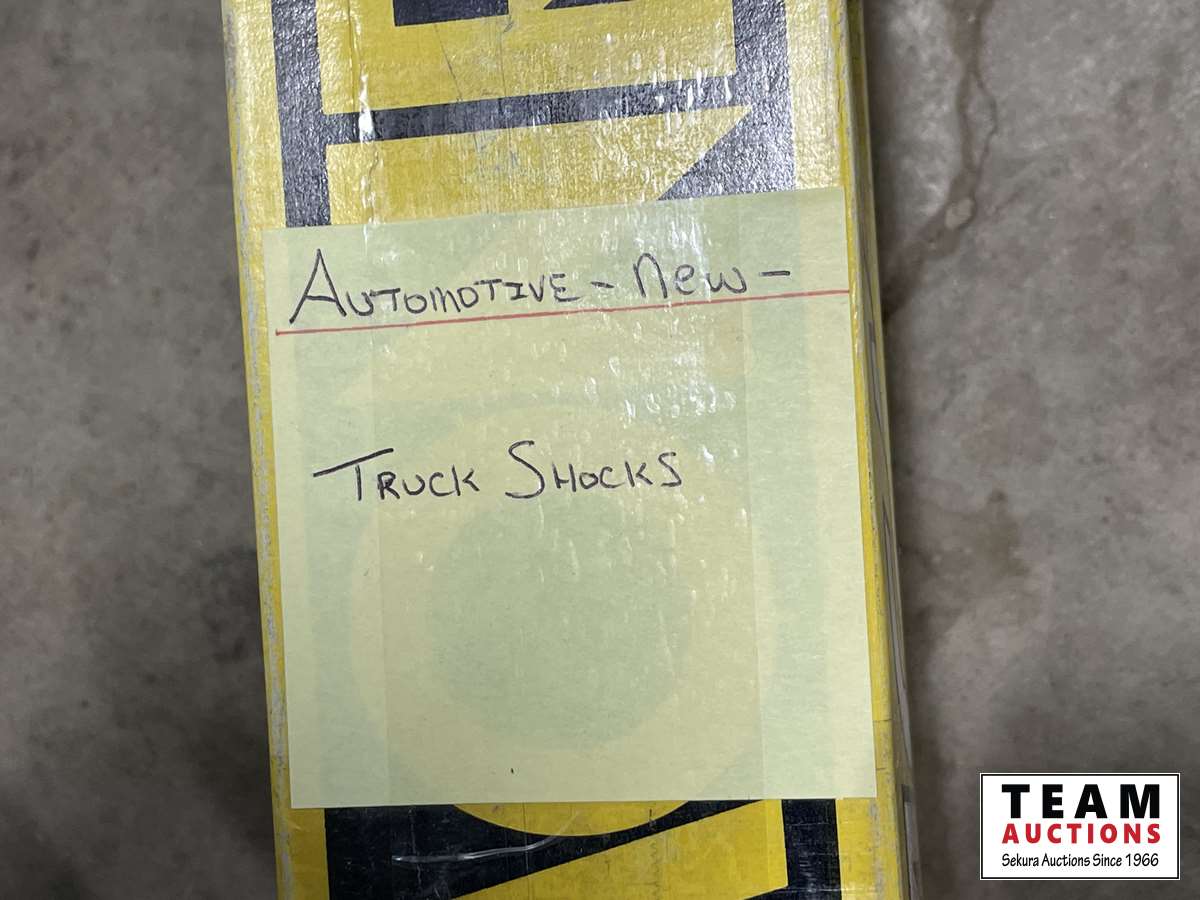 AUTOMOTIVE - new -
TRUCK SHOCKS
TEAM
AUCTIONS
Sekura Auctions Since 1966